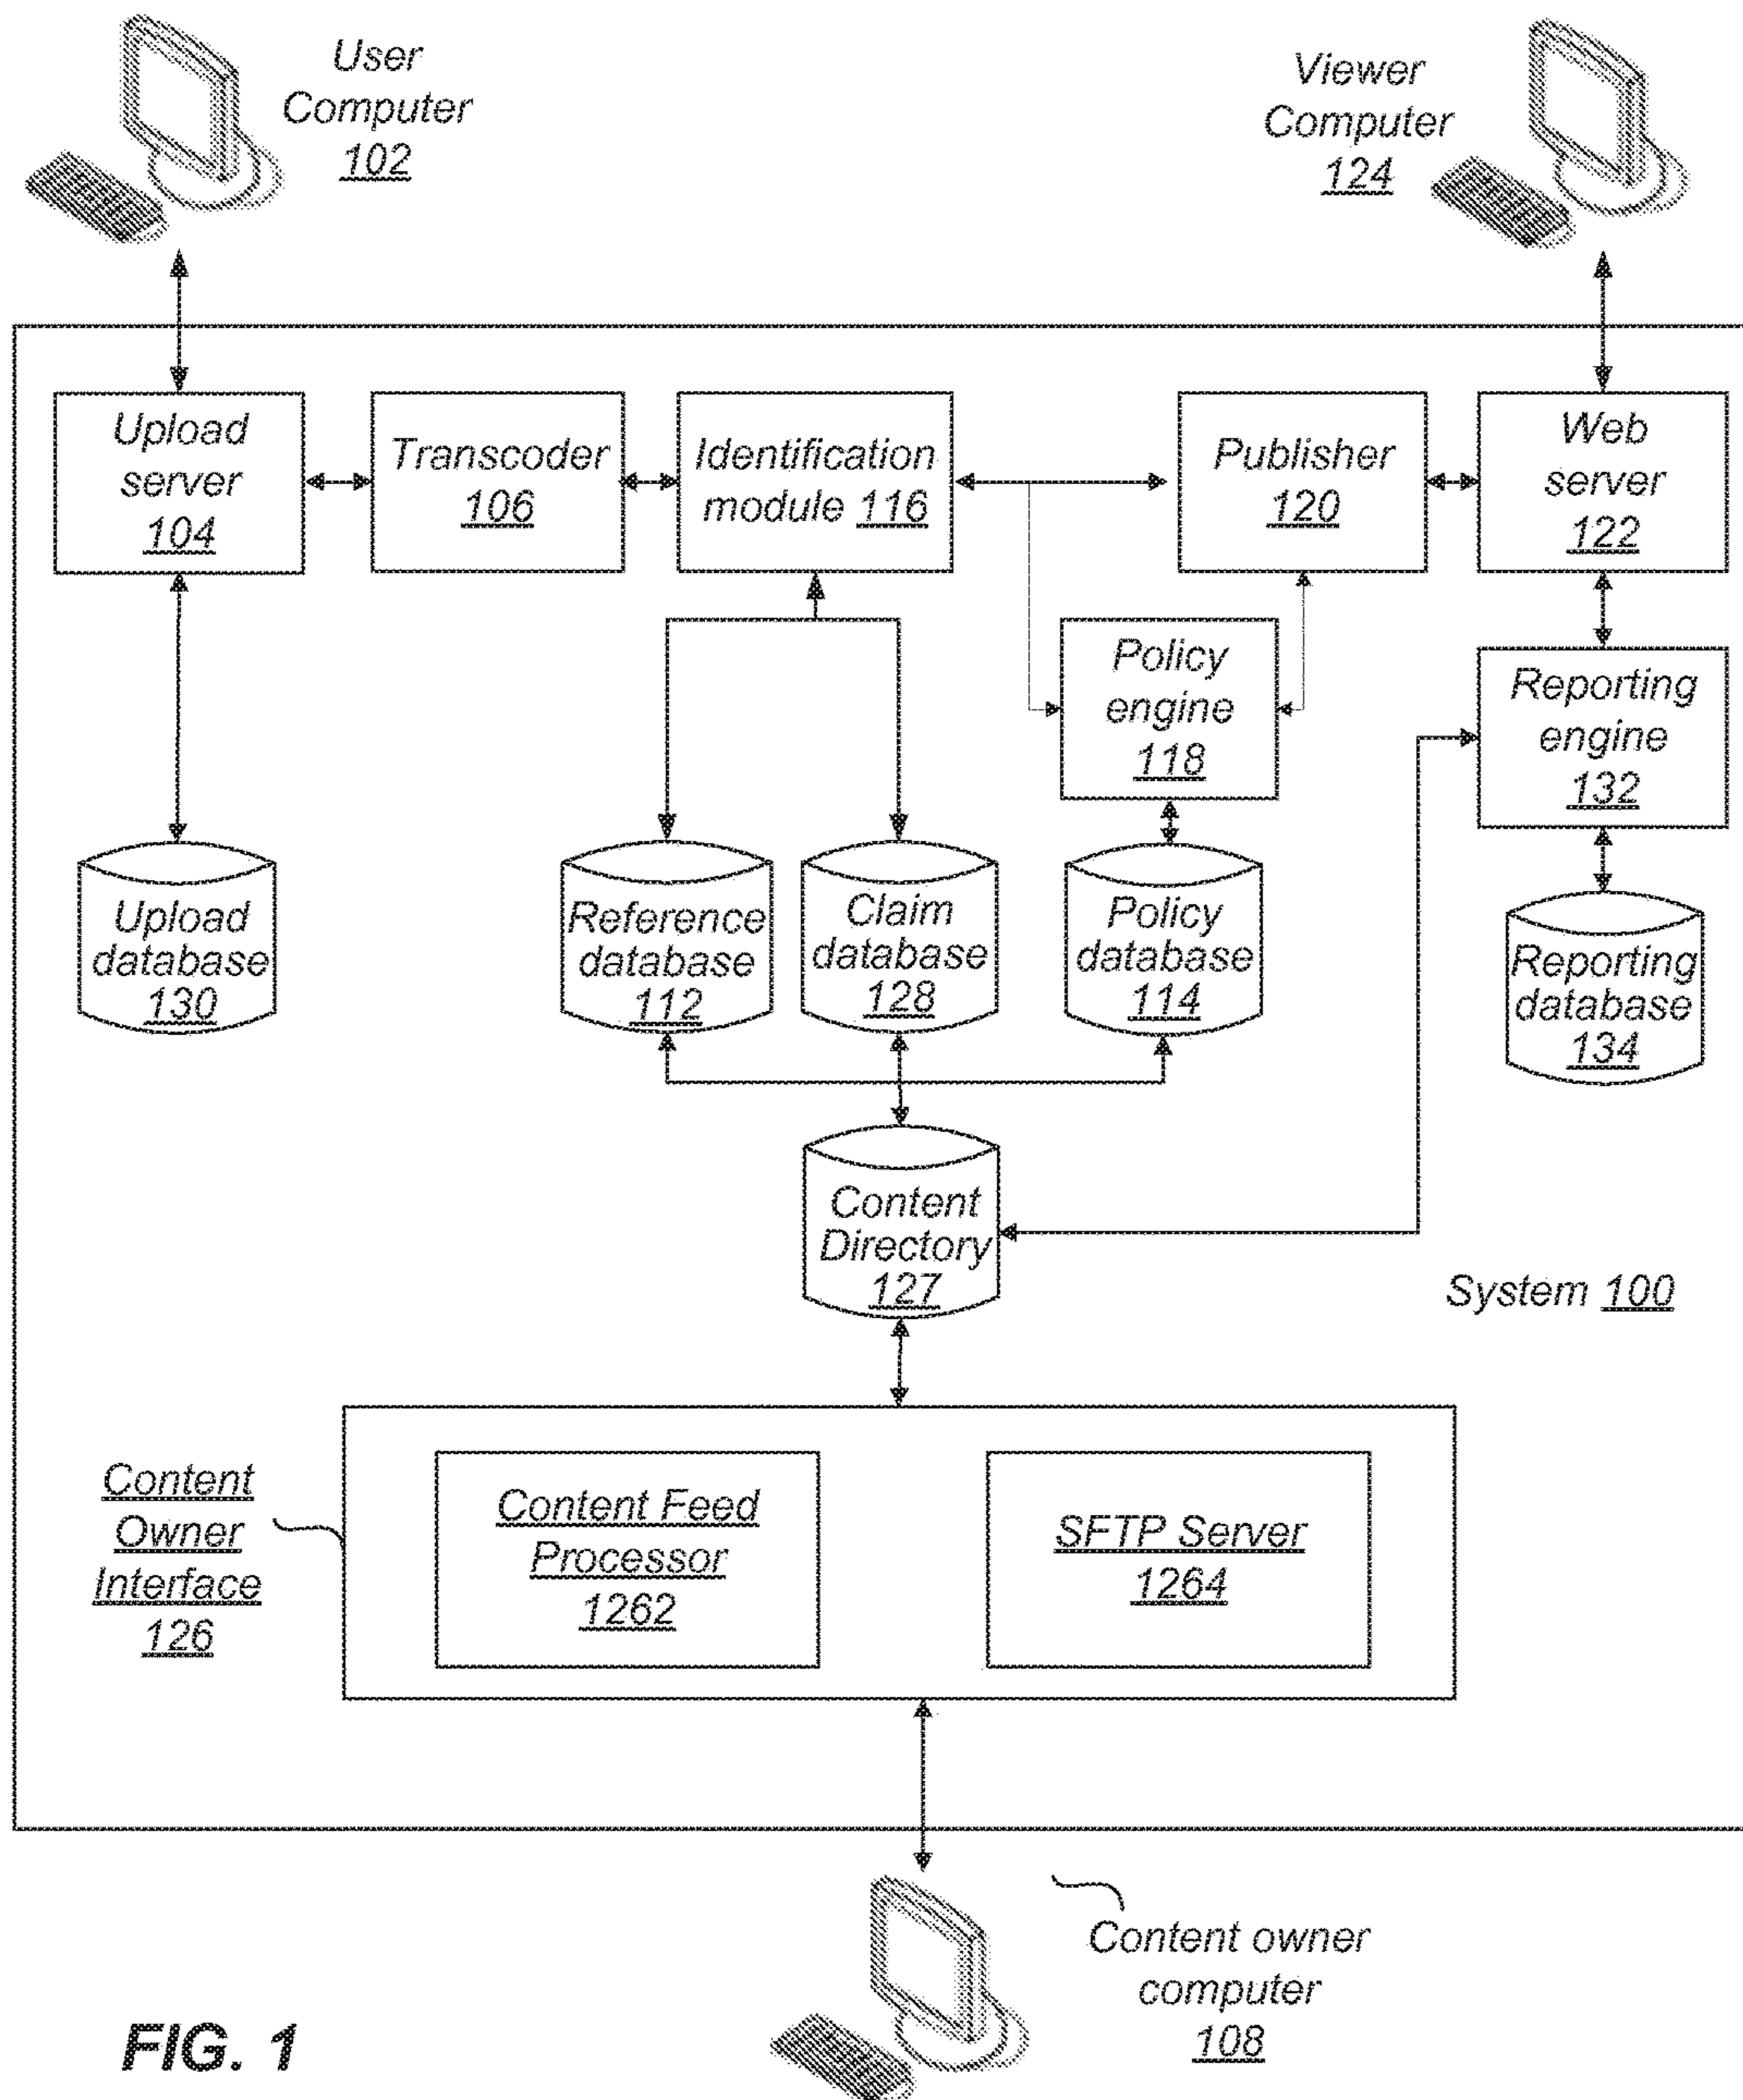 User
Computer
102
Viewer
Computer
124
Upload
server
104
Transcoder
106
Identification
module 116
Publisher
120
Web
server
122
Policy
engine
118
Reporting
engine
132
Upload
database
130
Reference
database
112
Claim
database
128
Policy
database
114
Reporting
database
134
Content
Directory
127
System 100
Content
Owner
Interface
126
Content Feed
Processor
1262
SFTP Server
1264
Content owner
computer
108
FIG. 1